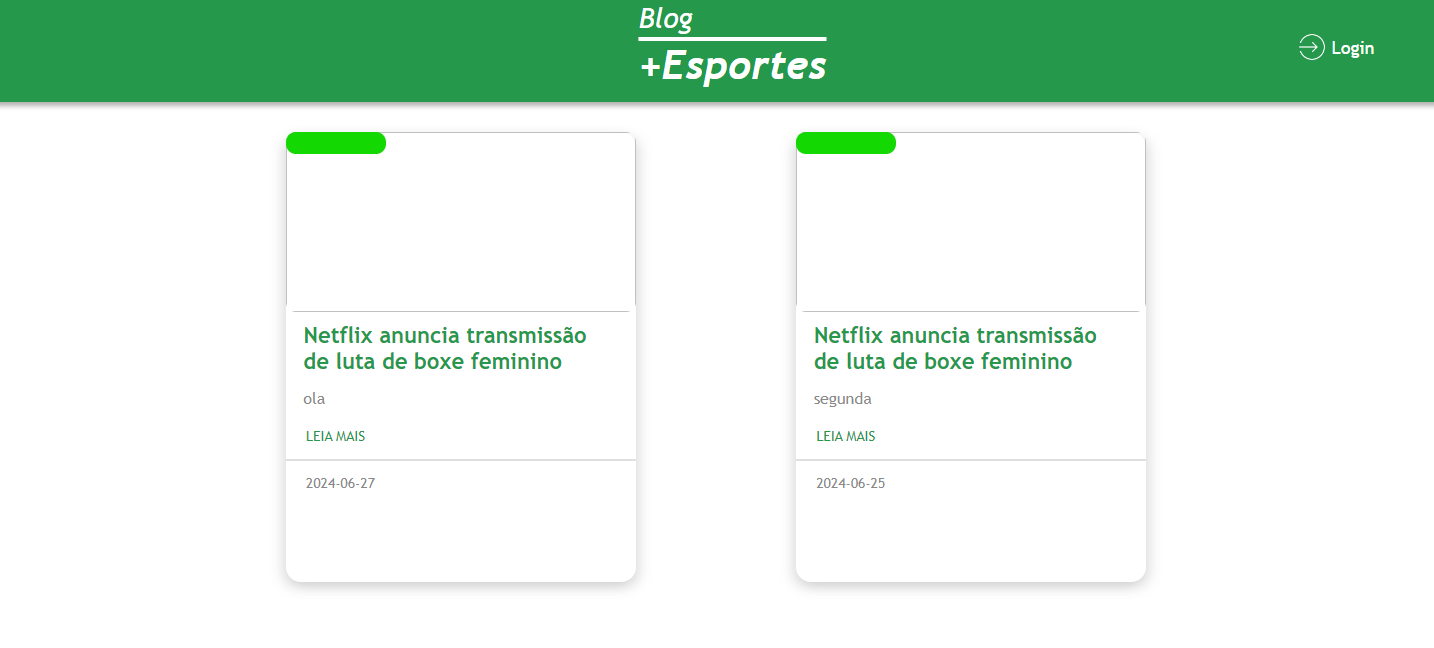 Blog
+Esportes
Login
Netflix anuncia transmissão
de luta de boxe feminino
ola
LEIA MAIS
2024-06-27
Netflix anuncia transmissão
de luta de boxe feminino
segunda
LEIA MAIS
2024-06-25